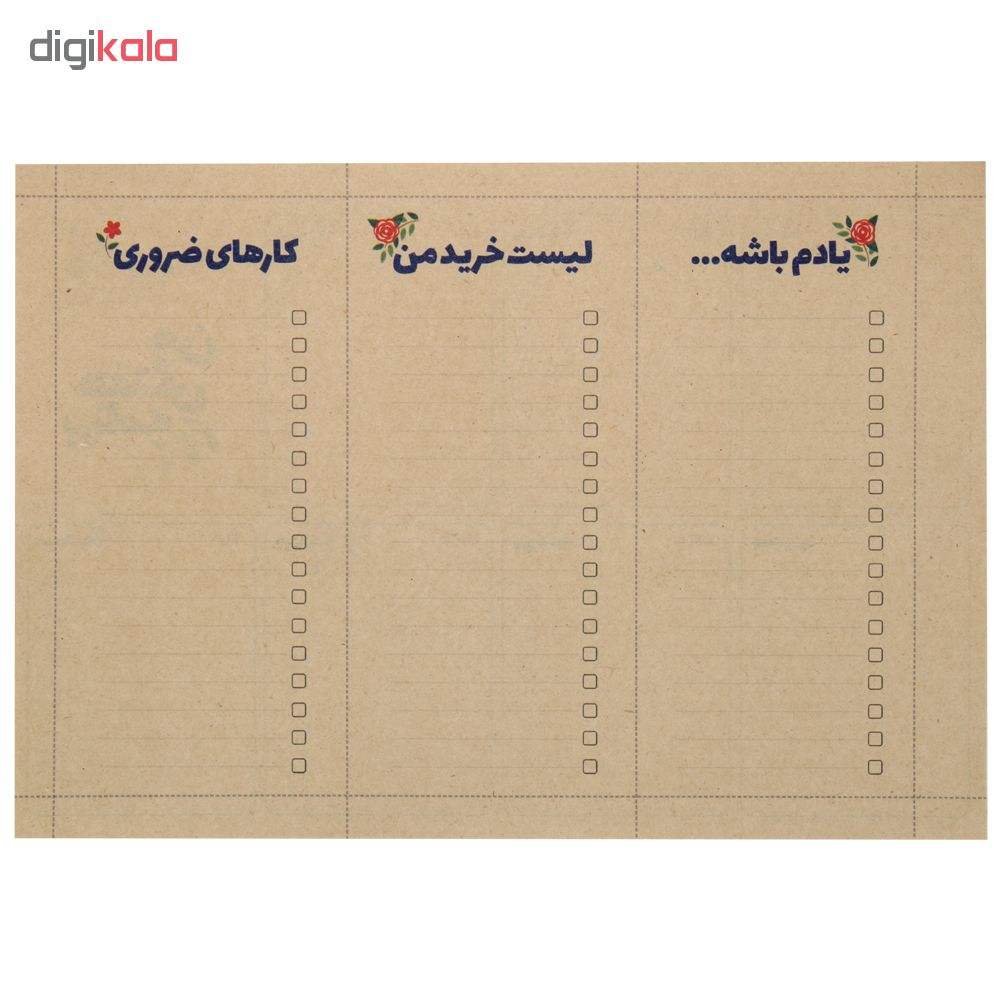 digikala
یادم باشه...
لیست خرید من
کارهای ضروری